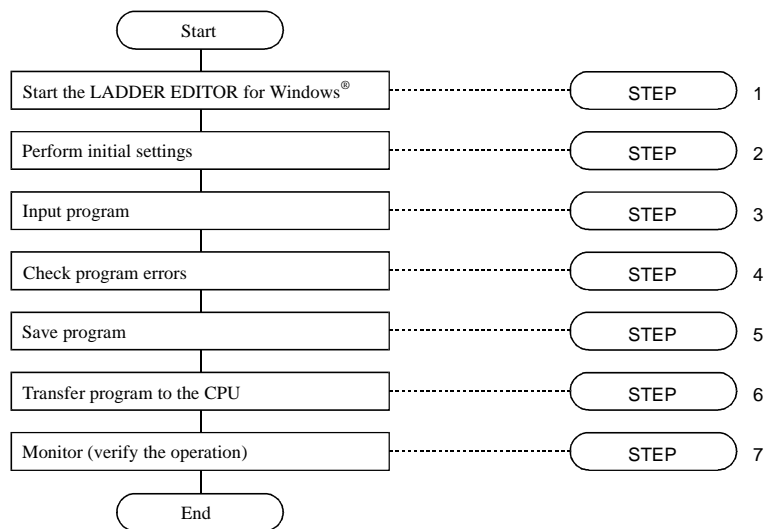 Start
Start the LADDER EDITOR for Windows® STEP 1
Perform initial settings STEP 2
Input program STEP 3
Check program errors STEP 4
Save program STEP 5
Transfer program to the CPU STEP 6
Monitor (verify the operation) STEP 7
End